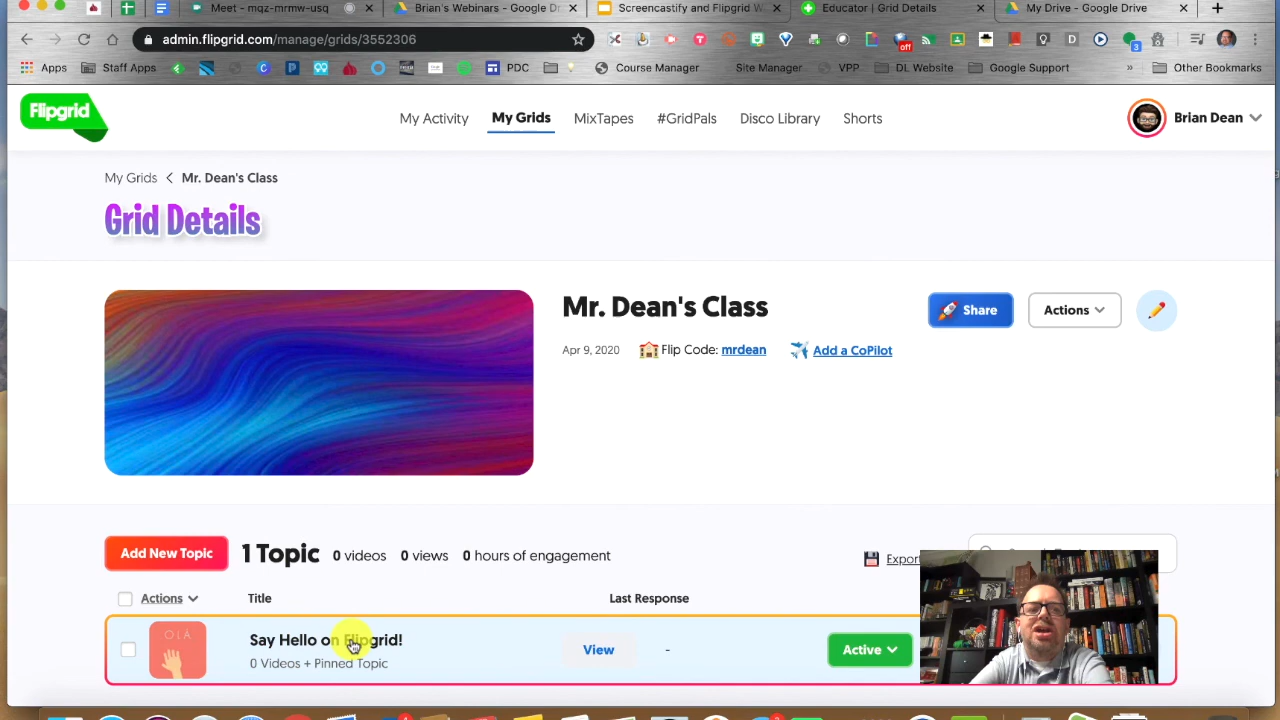 Meet - mqz-mrmw-usq
Brian's Webinars - Google Dr
Screencastify and Flipgrid W
Educator | Grid Details
My Drive - Google Drive
admin.flipgrid.com/manage/grids/3552306
off
D
3
Apps
Staff Apps
PDC
Course Manager
Site Manager
VPP
DL Website
Google Support
»
Other Bookmarks
Flipgrid
My Activity
My Grids
MixTapes
#GridPals
Disco Library
Shorts
Brian Dean
My Grids < Mr. Dean's Class
Grid Details
Mr. Dean's Class
Share
Actions
Apr 9, 2020
Flip Code: mrdean
Add a CoPilot
Add New Topic
1 Topic
0 videos
0 views
0 hours of engagement
Export
Actions
Title
Last Response
OLÁ
Say Hello on Flipgrid!
0 Videos + Pinned Topic
View
-
Active